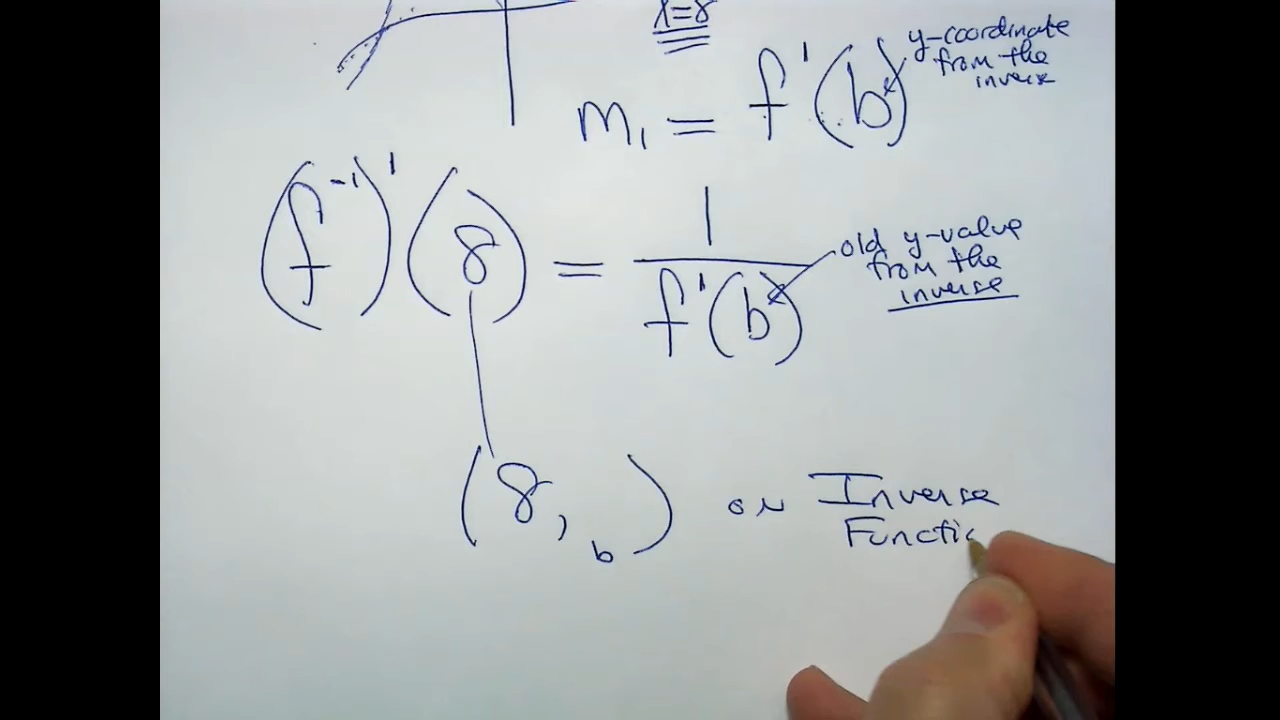 x=8
m₁ = f'(b)
y-coordinate
from the
inverse
(f⁻¹)'(8) = 1/f'(b)
old y-value
from the
inverse
(8, b) on Inverse
Functio